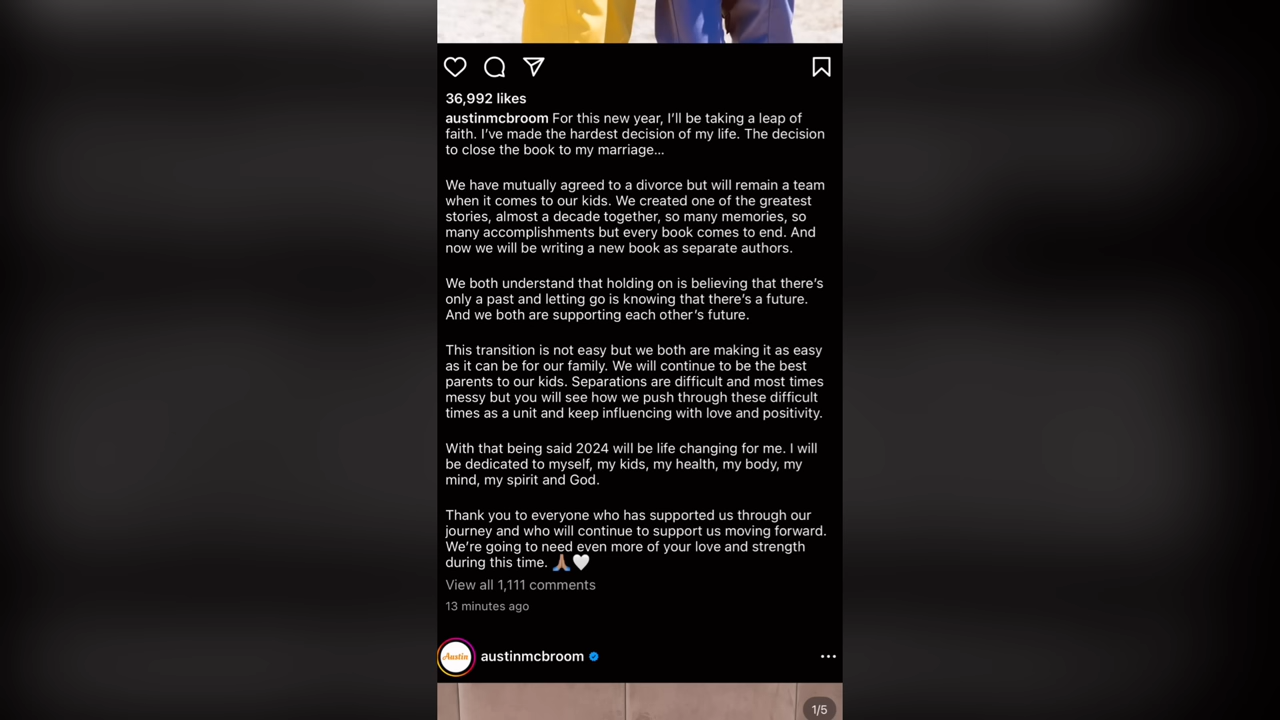 36,992 likes
austinmcbroom For this new year, I’ll be taking a leap of
faith. I’ve made the hardest decision of my life. The decision
to close the book to my marriage…
We have mutually agreed to a divorce but will remain a team
when it comes to our kids. We created one of the greatest
stories, almost a decade together, so many memories, so
many accomplishments but every book comes to end. And
now we will be writing a new book as separate authors.
We both understand that holding on is believing that there’s
only a past and letting go is knowing that there’s a future.
And we both are supporting each other’s future.
This transition is not easy but we both are making it as easy
as it can be for our family. We will continue to be the best
parents to our kids. Separations are difficult and most times
messy but you will see how we push through these difficult
times as a unit and keep influencing with love and positivity.
With that being said 2024 will be life changing for me. I will
be dedicated to myself, my kids, my health, my body, my
mind, my spirit and God.
Thank you to everyone who has supported us through our
journey and who will continue to support us moving forward.
We’re going to need even more of your love and strength
during this time. 🙏🏽🤍
View all 1,111 comments
13 minutes ago
Austin
austinmcbroom
1/5